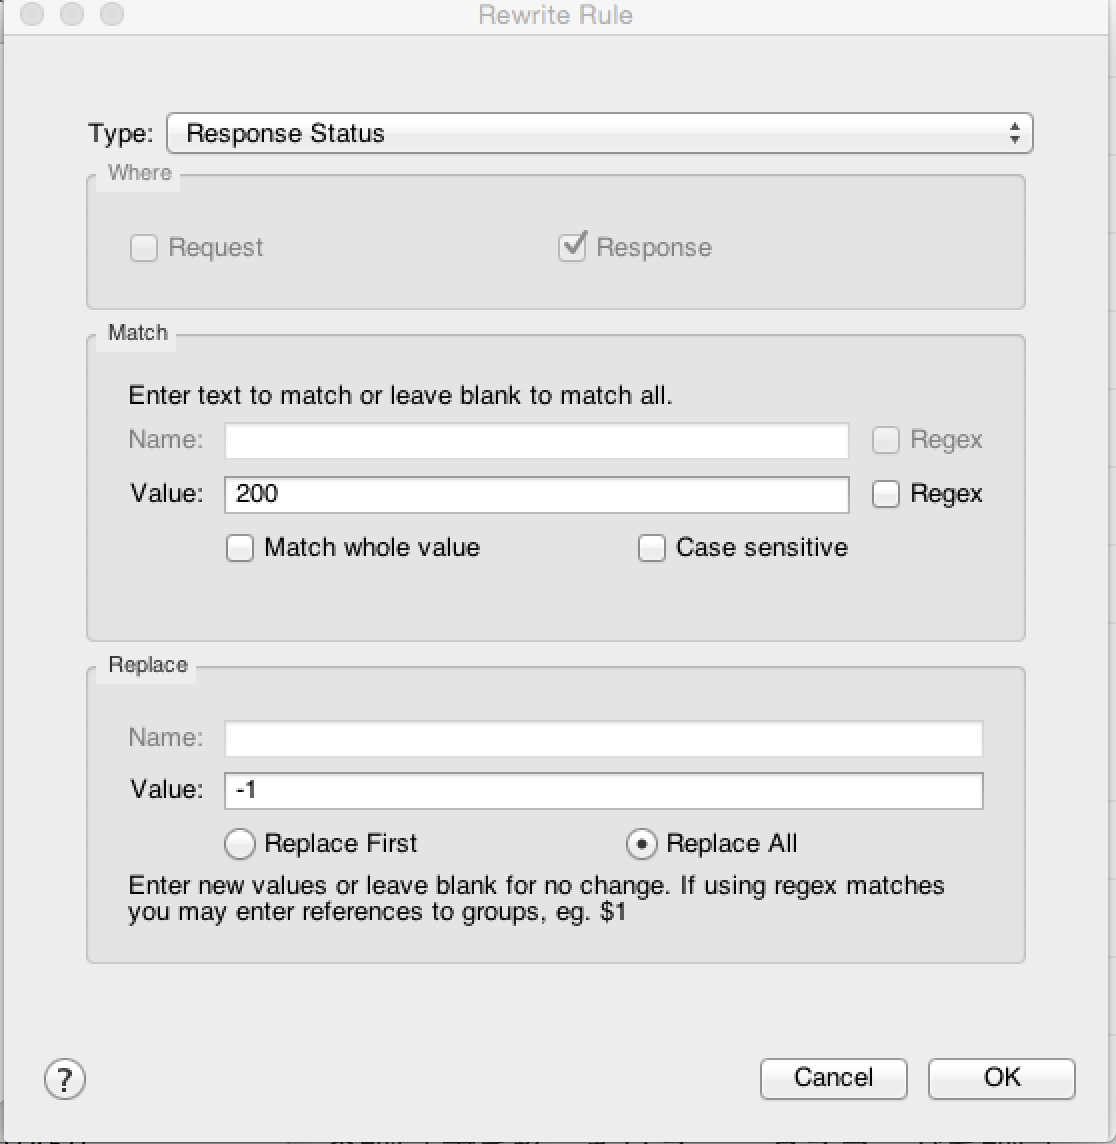 Rewrite Rule
Type: Response Status
Where
Request Response
Match
Enter text to match or leave blank to match all.
Name: Regex
Value: 200 Regex
Match whole value Case sensitive
Replace
Name:
Value: -1
Replace First Replace All
Enter new values or leave blank for no change. If using regex matches
you may enter references to groups, eg. $1
? Cancel OK